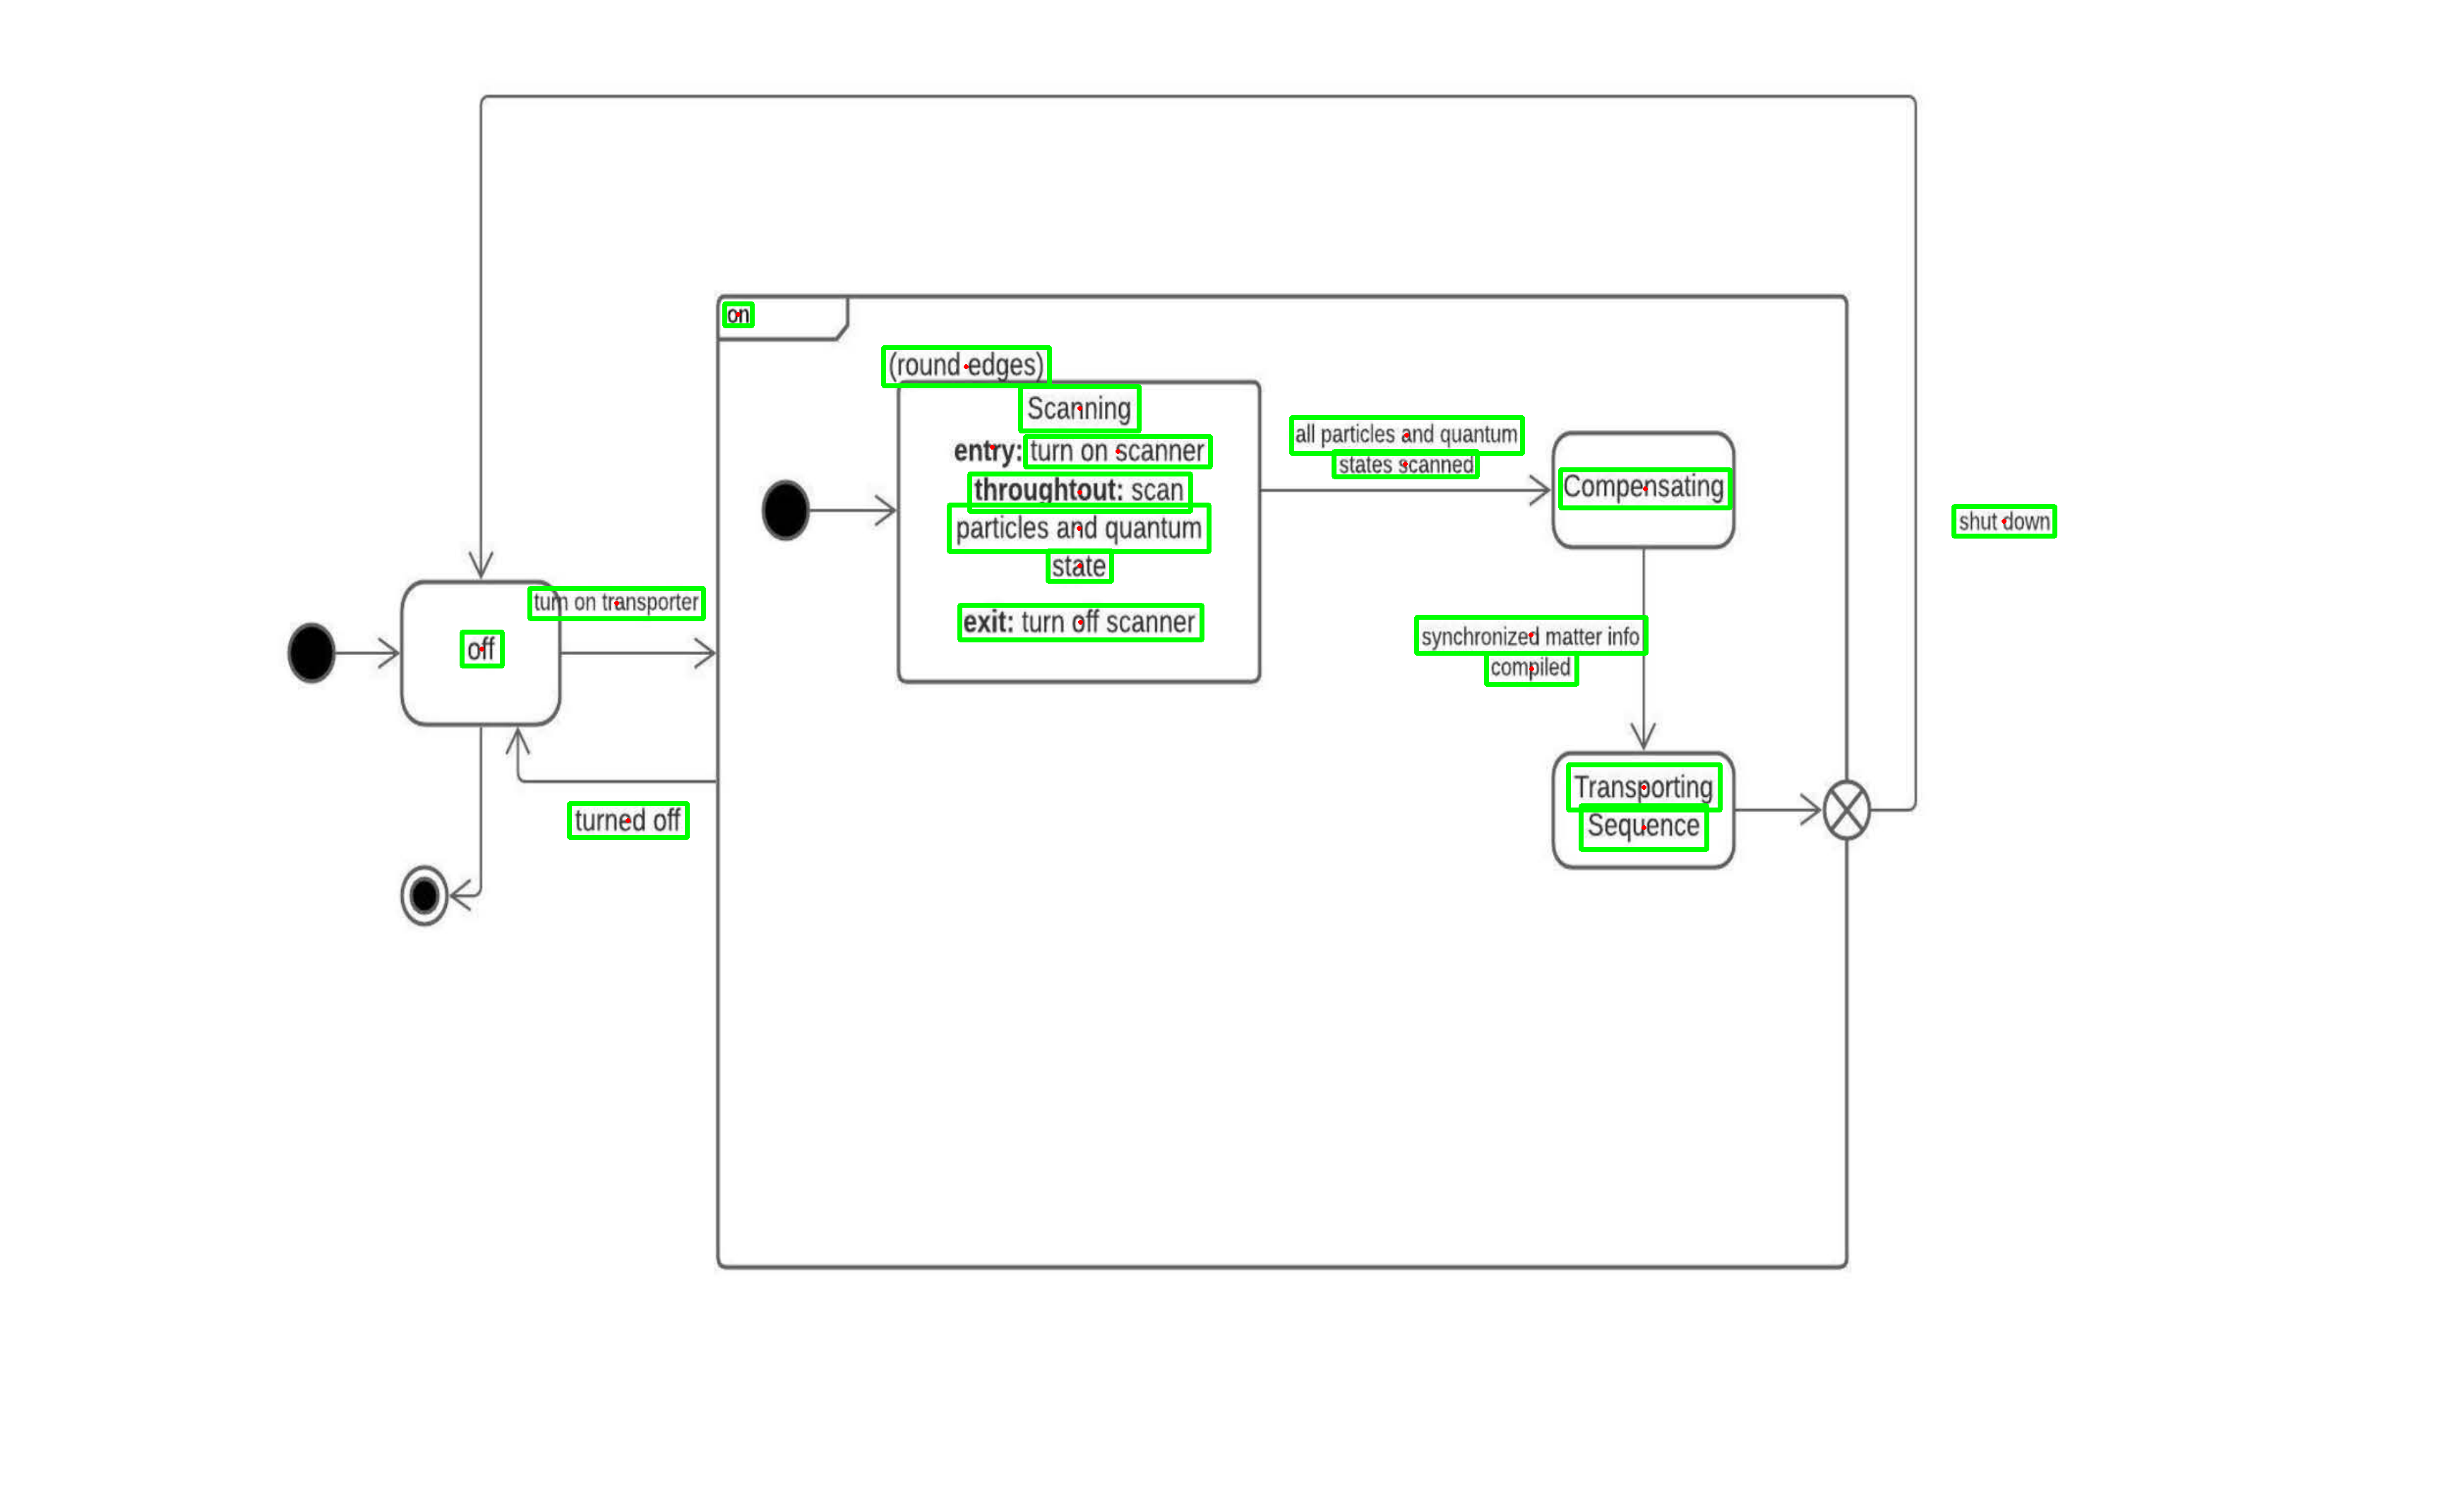 on
(round edges)
Scanning
entry: turn on scanner
throughtout: scan
particles and quantum
state
exit: turn off scanner
all particles and quantum
states scanned
Compensating
shut down
turn on transporter
off
synchronized matter info
compiled
Transporting
Sequence
turned off